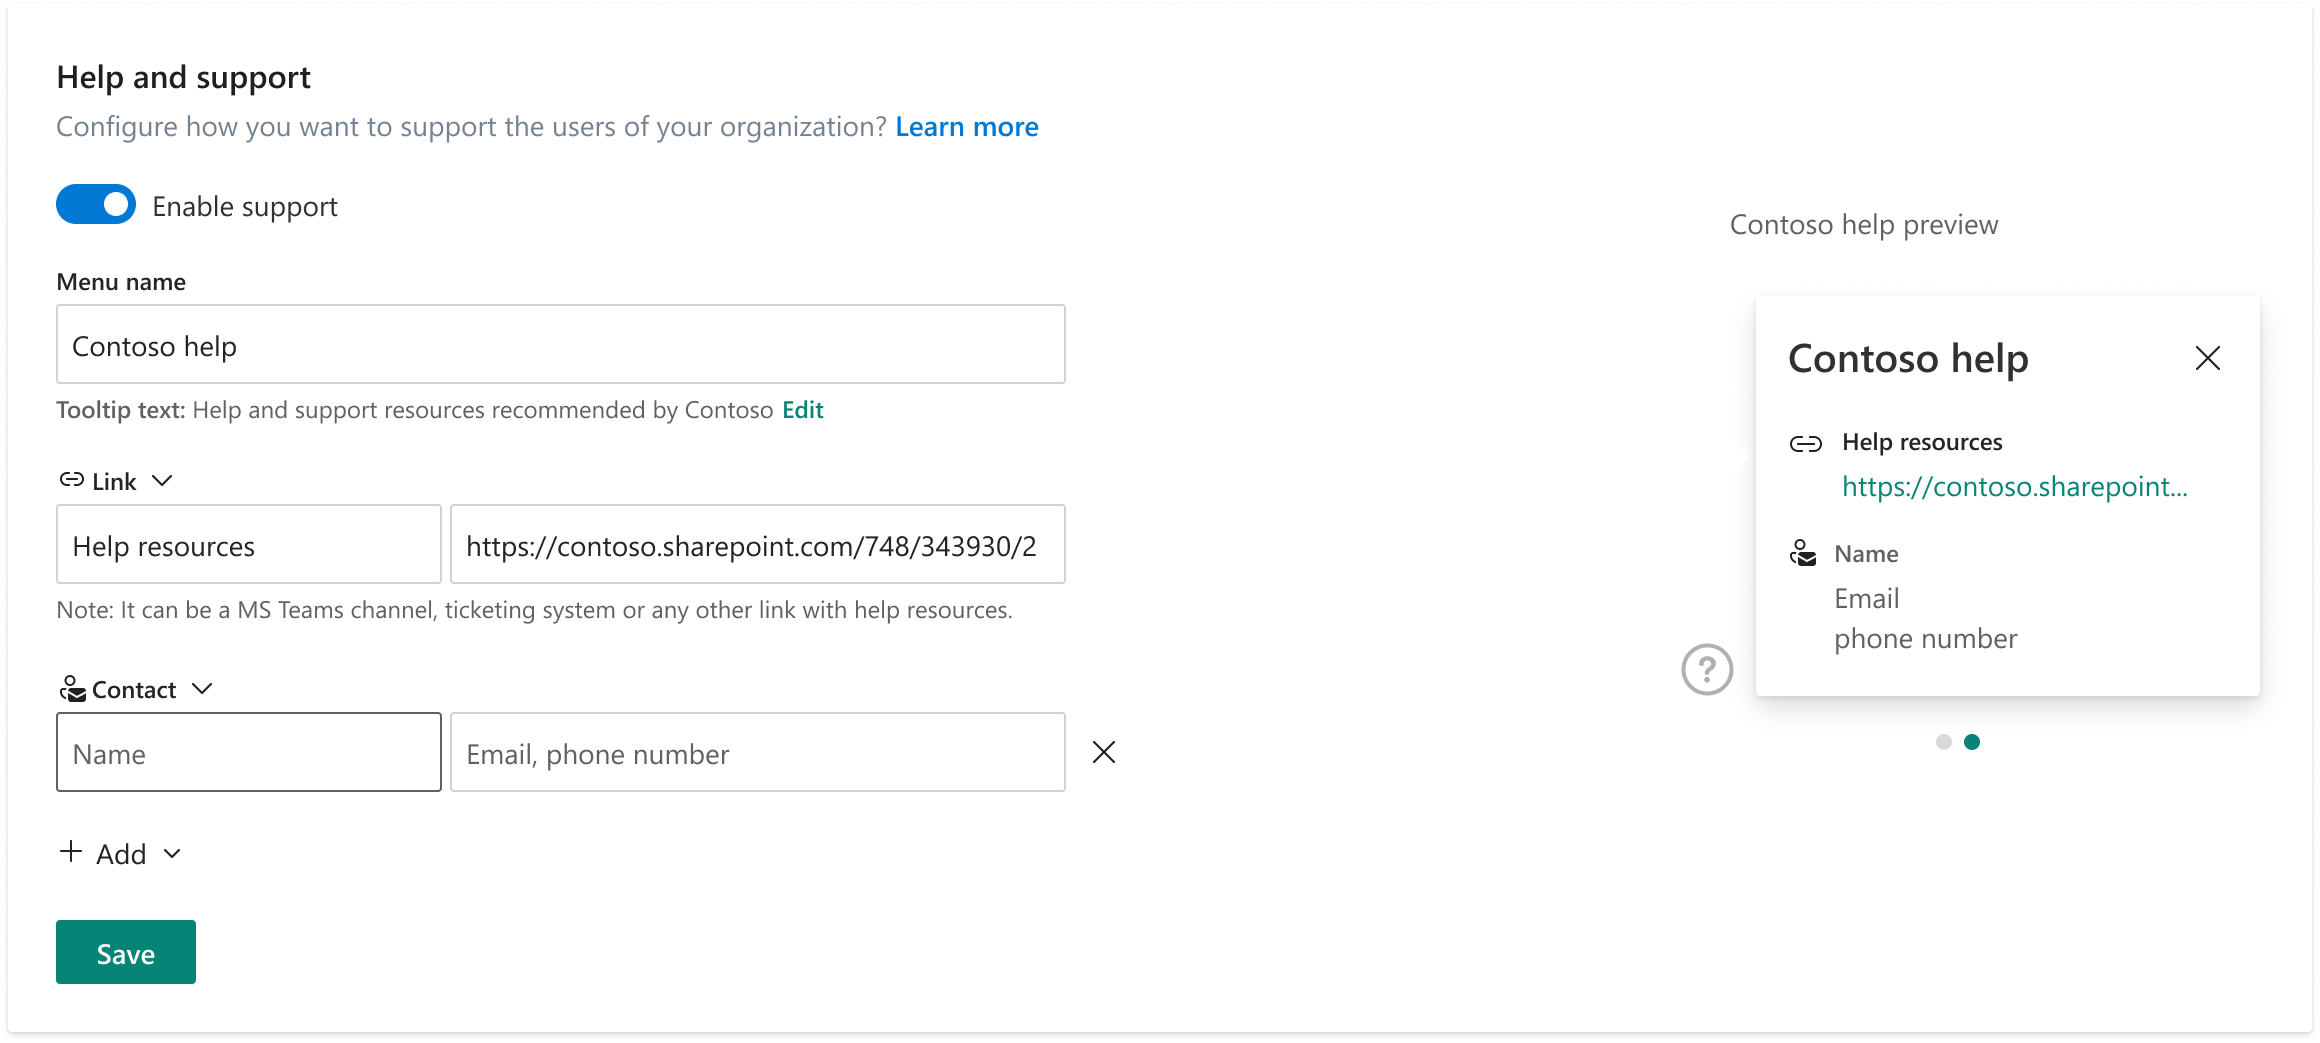 Help and support
Configure how you want to support the users of your organization? Learn more
Enable support
Menu name
Contoso help
Tooltip text: Help and support resources recommended by Contoso Edit
Link
Help resources
https://contoso.sharepoint.com/748/343930/2
Note: It can be a MS Teams channel, ticketing system or any other link with help resources.
Contact
Name
Email, phone number
Add
Save
Contoso help preview
Contoso help
Help resources
https://contoso.sharepoint...
Name
Email
phone number
?